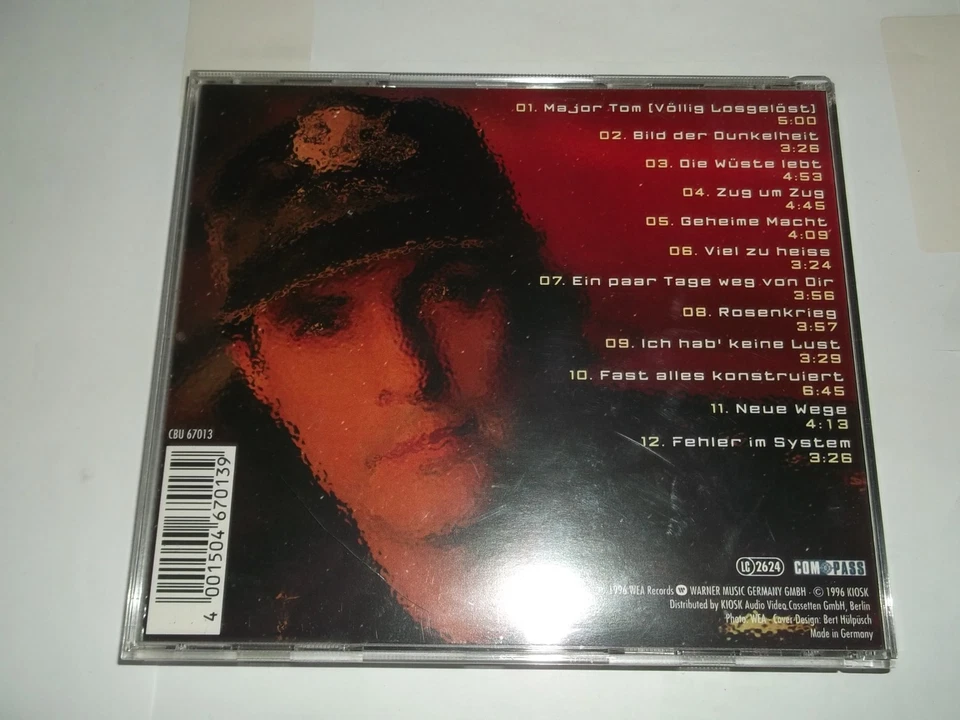 01. Major Tom (Völlig Losgelöst)
5:00
02. Bild der Dunkelheit
3:26
03. Die Wüste lebt
4:53
04. Zug um Zug
4:45
05. Geheime Macht
4:09
06. Viel zu heiss
3:24
07. Ein paar Tage weg von Dir
3:56
08. Rosenkrieg
3:57
09. Ich hab' keine Lust
3:29
10. Fast alles konstruiert
6:45
11. Neue Wege
4:13
12. Fehler im System
3:26
CBU 67013
4 001504 670139
LC 2624 COMPASS
1996 WEA Records WARNER MUSIC GERMANY GMBH · © 1996 KIOSK
Distributed by KIOSK Audio Video Cassetten GmbH, Berlin
Photo: WEA · Cover-Design: Bert Hülpüsch
Made in Germany